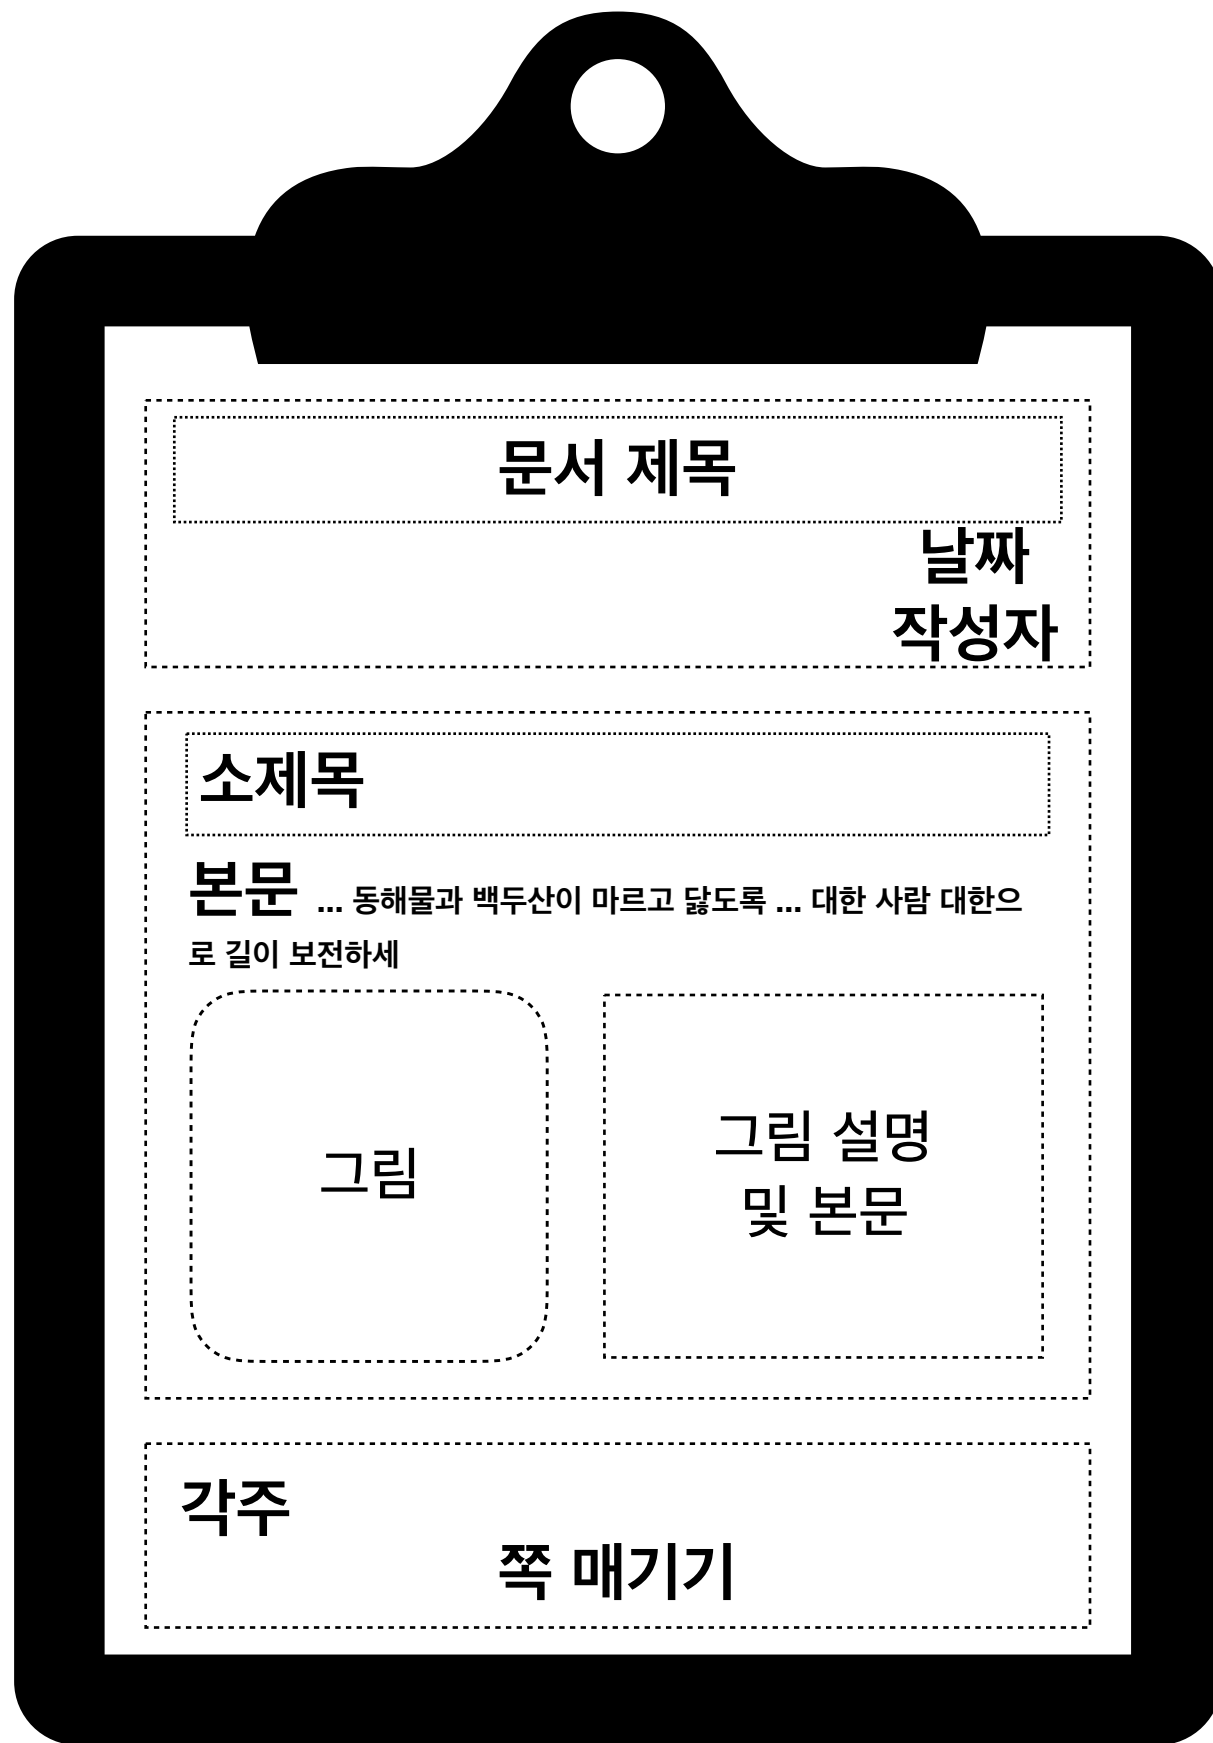 문서 제목
날짜
작성자
소제목
본문 ... 동해물과 백두산이 마르고 닳도록 ... 대한 사람 대한으
로 길이 보전하세
그림
그림 설명
및 본문
각주
쪽 매기기